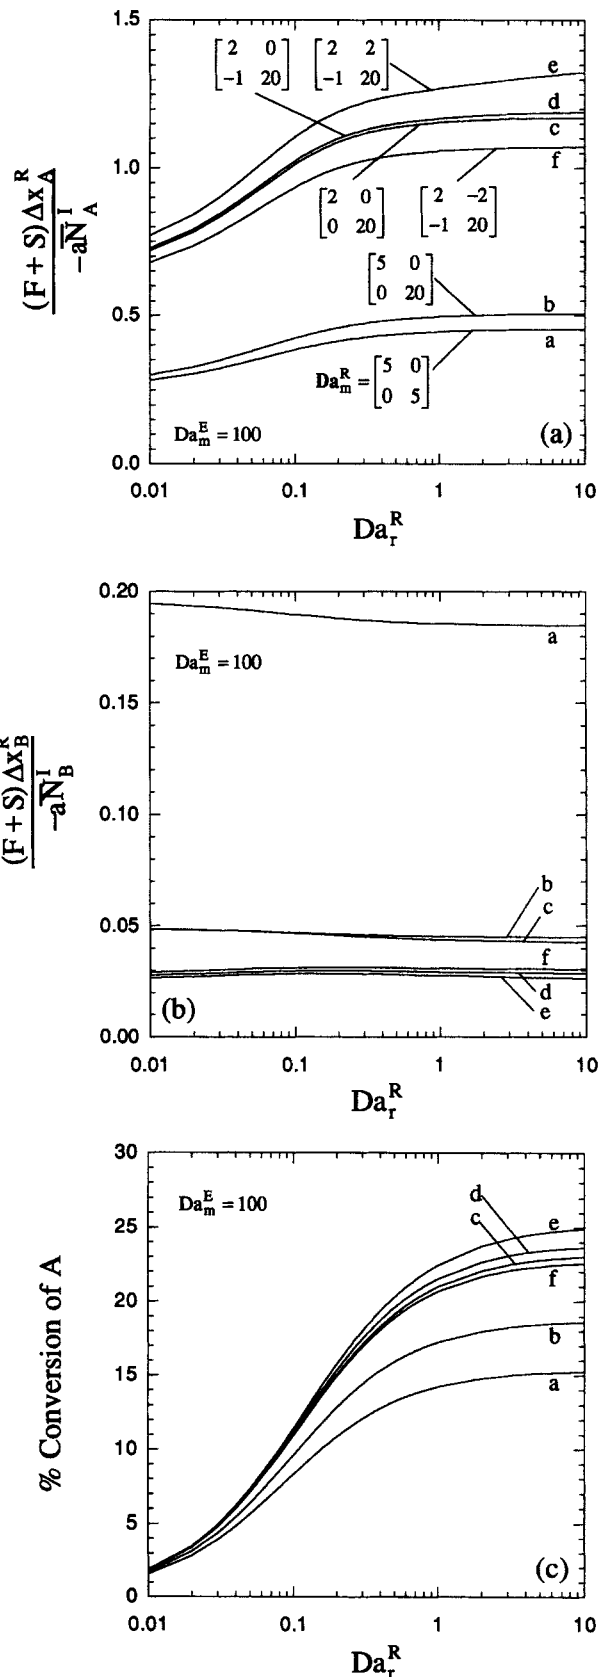 1.5
1.0
0.5
0.0
(F + S) Δx_A^R
-aN̄_A^I
[2 0] [2 2]
[-1 20] [-1 20]
e
d
c
f
[2 0] [2 -2]
[0 20] [-1 20]
[5 0]
[0 20]
b
a
Da_m^R = [5 0]
[0 5]
Da_m^E = 100
(a)
0.01 0.1 1 10
Da_r^R
0.20
0.15
0.10
0.05
0.00
(F + S) Δx_B^R
-aN̄_B^I
a
Da_m^E = 100
b
c
f
d
e
(b)
0.01 0.1 1 10
Da_r^R
30
25
20
15
10
5
0
% Conversion of A
Da_m^E = 100
d
c
e
f
b
a
(c)
0.01 0.1 1 10
Da_r^R